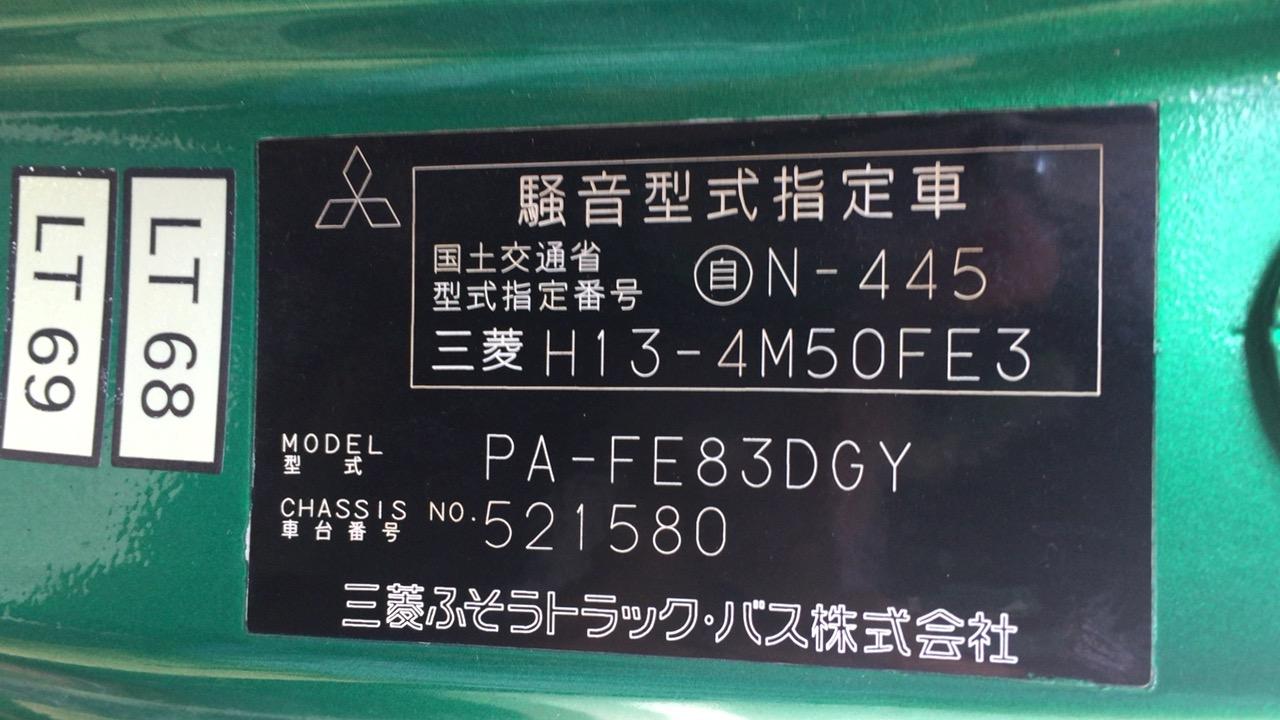 LT 69
LT 68
騒音型式指定車
国土交通省
型式指定番号 ㊂N-445
三菱 H13-4M50FE3
MODEL
型式 PA-FE83DGY
CHASSIS NO.
車台番号 521580
三菱ふそうトラック・バス株式会社